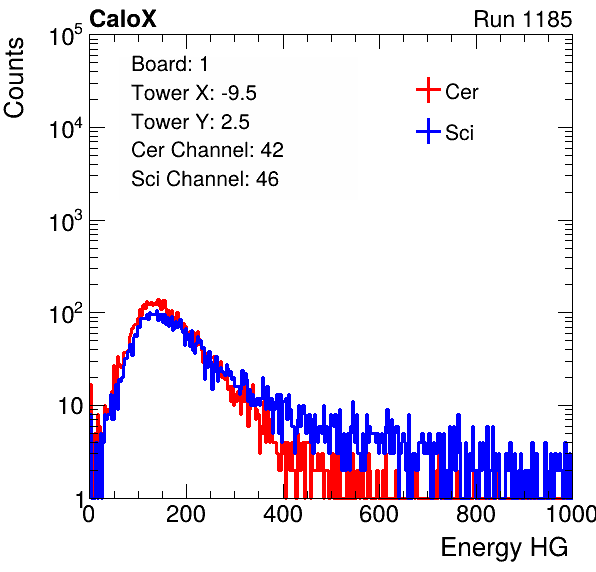 CaloX Run 1185
Counts
10^5
10^4
10^3
10^2
10
1
Board: 1
Tower X: -9.5
Tower Y: 2.5
Cer Channel: 42
Sci Channel: 46
Cer
Sci
0 200 400 600 800 1000
Energy HG